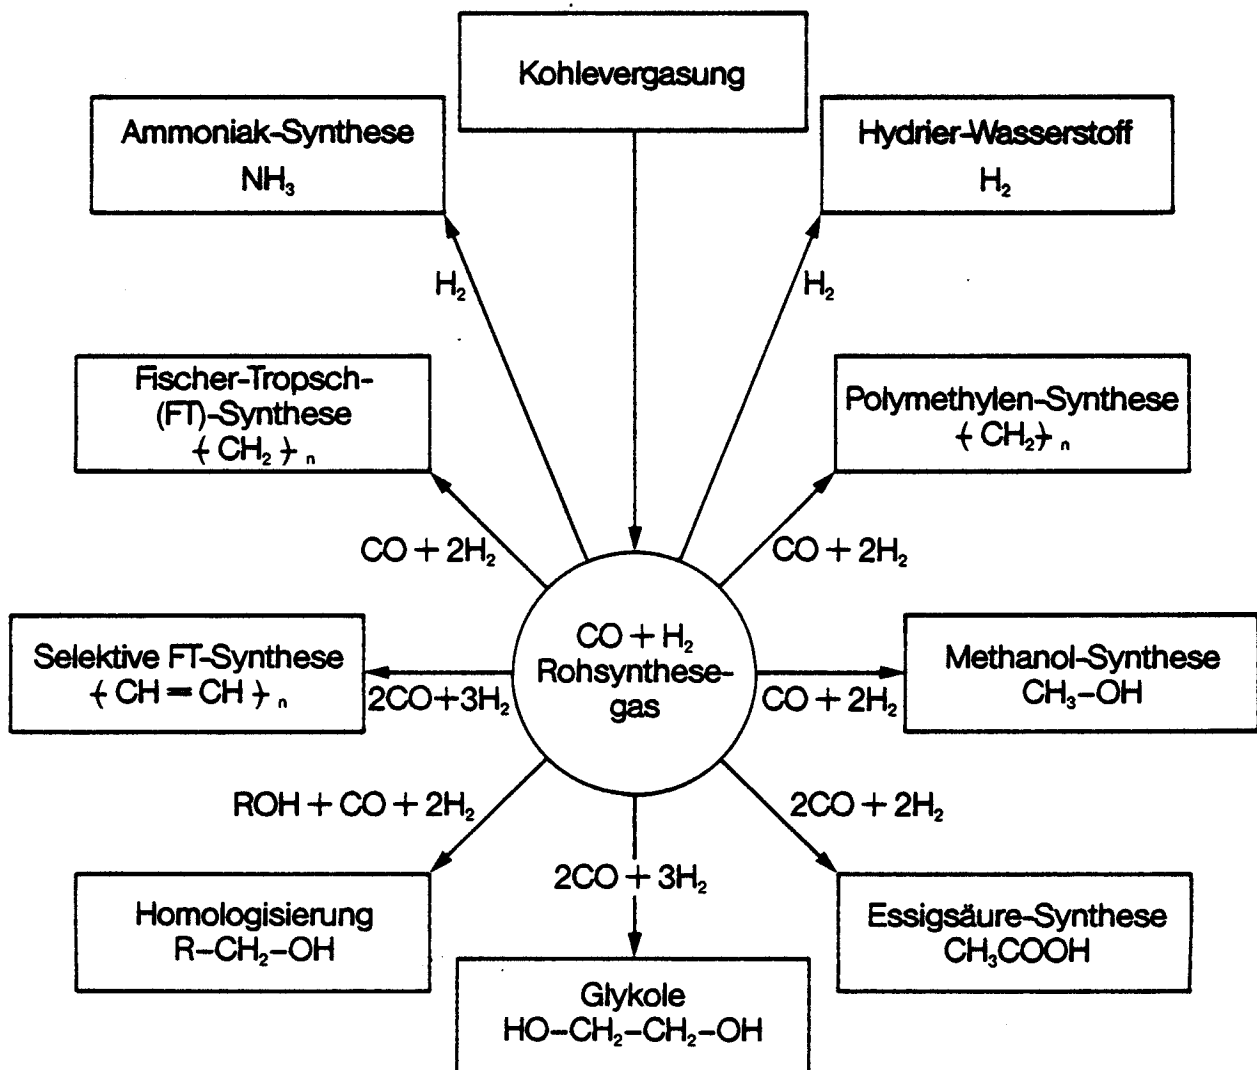 Kohlevergasung
Ammoniak-Synthese
NH₃
Hydrier-Wasserstoff
H₂
H₂
H₂
Fischer-Tropsch-
(FT)-Synthese
-(CH₂)-ₙ
Polymethylen-Synthese
-(CH₂)-ₙ
CO + 2H₂
CO + 2H₂
Selektive FT-Synthese
-(CH=CH)-ₙ
2CO+3H₂
CO + H₂
Rohsynthese-
gas
CO + 2H₂
Methanol-Synthese
CH₃-OH
ROH + CO + 2H₂
2CO + 2H₂
2CO + 3H₂
Homologisierung
R-CH₂-OH
Essigsäure-Synthese
CH₃COOH
Glykole
HO-CH₂-CH₂-OH